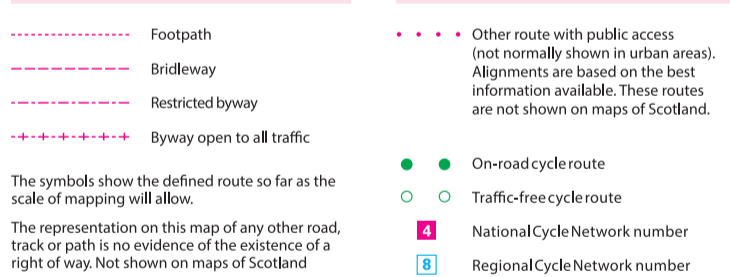 Footpath
Bridleway
Restricted byway
Byway open to all traffic
The symbols show the defined route so far as the
scale of mapping will allow.
The representation on this map of any other road,
track or path is no evidence of the existence of a
right of way. Not shown on maps of Scotland
Other route with public access
(not normally shown in urban areas).
Alignments are based on the best
information available. These routes
are not shown on maps of Scotland.
On-road cycle route
Traffic-free cycle route
4 National Cycle Network number
8 Regional Cycle Network number